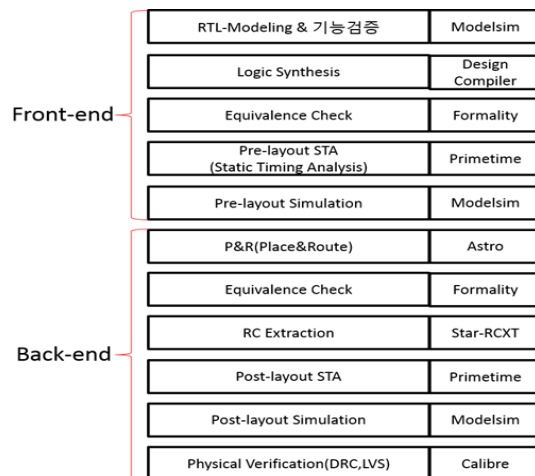 RTL-Modeling & 기능검증 Modelsim
Logic Synthesis Design
Compiler
Front-end
Equivalence Check Formality
Pre-layout STA
(Static Timing Analysis) Primetime
Pre-layout Simulation Modelsim
P&R(Place&Route) Astro
Equivalence Check Formality
RC Extraction Star-RCXT
Back-end
Post-layout STA Primetime
Post-layout Simulation Modelsim
Physical Verification(DRC,LVS) Calibre